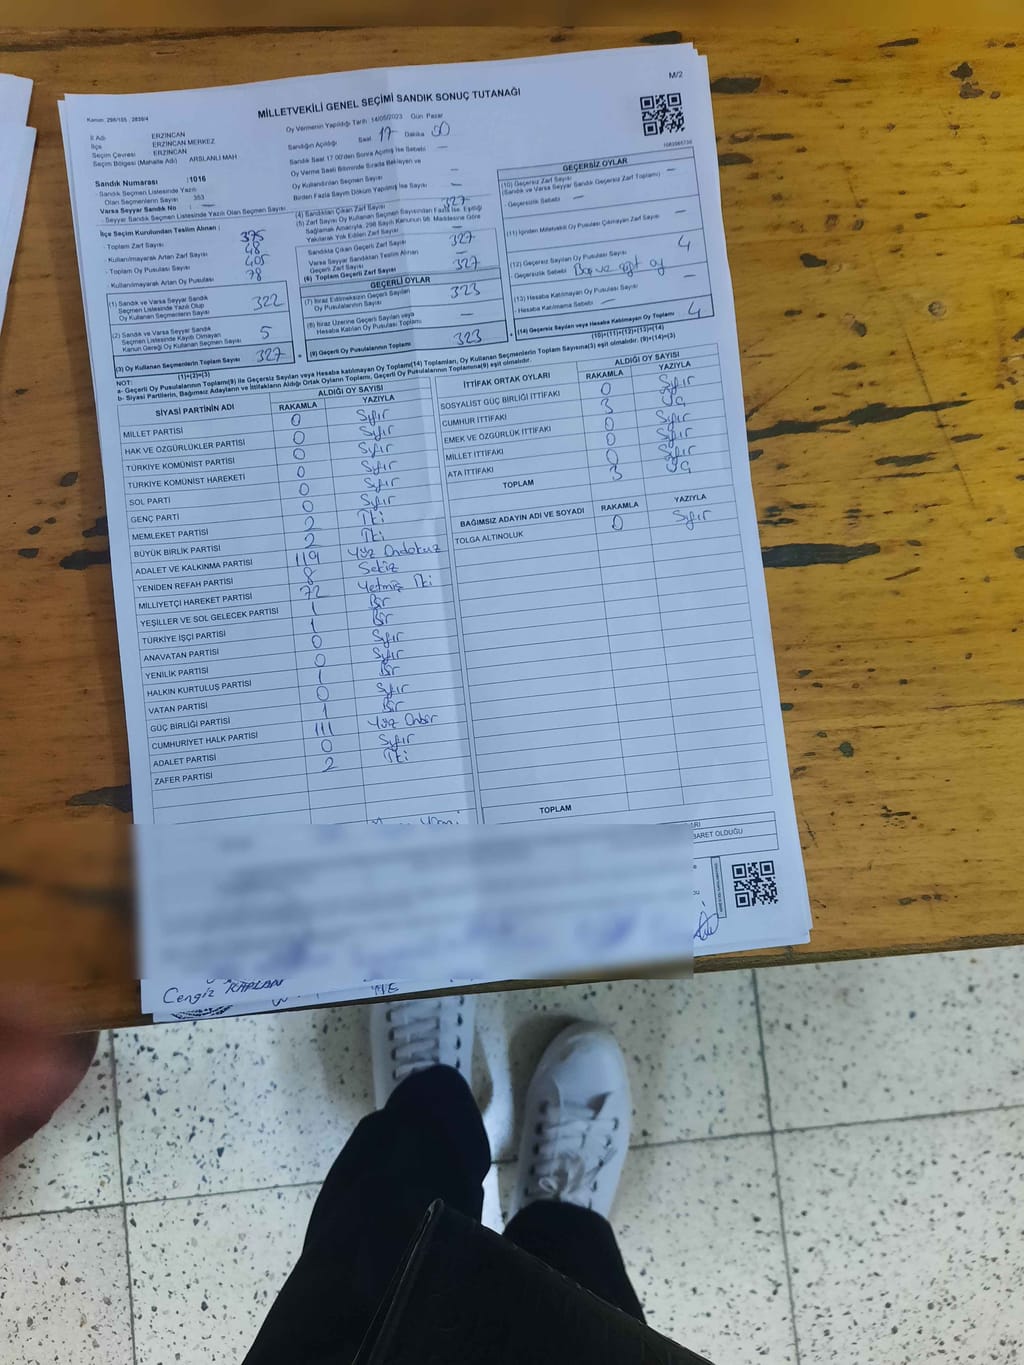 M/2
Kanun: 298/105 , 2839/4
MİLLETVEKİLİ GENEL SEÇİMİ SANDIK SONUÇ TUTANAĞI
İl Adı ERZİNCAN
İlçe ERZİNCAN MERKEZ
Seçim Çevresi ERZİNCAN
Seçim Bölgesi (Mahalle Adı) ARSLANLI MAH
Oy Vermenin Yapıldığı Tarih 14/05/2023 Gün Pazar
Sandığın Açıldığı Saat 17 Dakika 50
Sandık Saat 17 00'den Sonra Açılmış İse Sebebi —
Oy Verme Saati Bitiminde Sırada Bekleyen ve
Oy Kullandırılan Seçmen Sayısı —
Birden Fazla Sayım Döküm Yapılmış İse Sayısı —
Sandık Numarası :1016
Sandık Seçmen Listesinde Yazılı
Olan Seçmenlerin Sayısı 353
Varsa Seyyar Sandık No : —
- Seyyar Sandık Seçmen Listesinde Yazılı Olan Seçmen Sayısı
İlçe Seçim Kurulundan Teslim Alınan :
- Toplam Zarf Sayısı 375
- Kullanılmayarak Artan Zarf Sayısı 48
- Toplam Oy Pusulası Sayısı 405
- Kullanılmayarak Artan Oy Pusulası 78
(1) Sandık ve Varsa Seyyar Sandık
Seçmen Listesinde Yazılı Olup
Oy Kullanan Seçmenlerin Sayısı 322
(2) Sandık ve Varsa Seyyar Sandık
Seçmen Listesinde Kayıtlı Olmayan
Kanun Gereği Oy Kullanan Seçmen Sayısı 5
(3) Oy Kullanan Seçmenlerin Toplam Sayısı 327
(1)+(2)=(3)
(4) Sandıktan Çıkan Zarf Sayısı 327
(5) Zarf Sayısı Oy Kullanan Seçmen Sayısından Fazla İse, Eşitliği
Sağlamak Amacıyla, 298 Sayılı Kanunun 98. Maddesine Göre
Yakılarak Yok Edilen Zarf Sayısı —
Sandıkta Çıkan Geçerli Zarf Sayısı 327
Varsa Seyyar Sandıktan Teslim Alınan
Geçerli Zarf Sayısı —
(6) Toplam Geçerli Zarf Sayısı 327
GEÇERLİ OYLAR
(7) İtiraz Edilmeksizin Geçerli Sayılan
Oy Pusulalarının Sayısı 323
(8) İtiraz Üzerine Geçerli Sayılan veya
Hesaba Katılan Oy Pusulası Toplamı —
(9) Geçerli Oy Pusulalarının Toplamı 323
GEÇERSİZ OYLAR
(10) Geçersiz Zarf Sayısı
(Sandık ve Varsa Seyyar Sandık Geçersiz Zarf Toplamı) —
- Geçersizlik Sebebi —
(11) İçinden Milletvekili Oy Pusulası Çıkmayan Zarf Sayısı —
(12) Geçersiz Sayılan Oy Pusulası Sayısı 4
- Geçersizlik Sebebi Boş ve çift oy
(13) Hesaba Katılmayan Oy Pusulası Sayısı —
- Hesaba Katılmama Sebebi —
(14) Geçersiz Sayılan veya Hesaba Katılmayan Oy Toplamı 4
(10)+(11)+(12)+(13)=(14)
NOT:
a- Geçerli Oy Pusulalarının Toplamı(9) ile Geçersiz Sayılan veya Hesaba katılmayan Oy Toplamı(14) Toplamları, Oy Kullanan Seçmenlerin Toplam Sayısına(3) eşit olmalıdır. (9)+(14)=(3)
b- Siyasi Partilerin, Bağımsız Adayların ve İttifakların Aldığı Ortak Oyların Toplamı, Geçerli Oy Pusulalarının Toplamına(9) eşit olmalıdır.
SİYASİ PARTİNİN ADI ALDIĞI OY SAYISI
RAKAMLA YAZIYLA
MİLLET PARTİSİ 0 Sıfır
HAK VE ÖZGÜRLÜKLER PARTİSİ 0 Sıfır
TÜRKİYE KOMÜNİST PARTİSİ 0 Sıfır
TÜRKİYE KOMÜNİST HAREKETİ 0 Sıfır
SOL PARTİ 0 Sıfır
GENÇ PARTİ 0 Sıfır
MEMLEKET PARTİSİ 2 İki
BÜYÜK BİRLİK PARTİSİ 2 İki
ADALET VE KALKINMA PARTİSİ 119 Yüz Ondokuz
YENİDEN REFAH PARTİSİ 8 Sekiz
MİLLİYETÇİ HAREKET PARTİSİ 72 Yetmiş İki
YEŞİLLER VE SOL GELECEK PARTİSİ 1 Bir
TÜRKİYE İŞÇİ PARTİSİ 1 Bir
ANAVATAN PARTİSİ 0 Sıfır
YENİLİK PARTİSİ 0 Sıfır
HALKIN KURTULUŞ PARTİSİ 1 Bir
VATAN PARTİSİ 0 Sıfır
GÜÇ BİRLİĞİ PARTİSİ 1 Bir
CUMHURİYET HALK PARTİSİ 111 Yüz Onbir
ADALET PARTİSİ 0 Sıfır
ZAFER PARTİSİ 2 İki
İTTİFAK ORTAK OYLARI ALDIĞI OY SAYISI
RAKAMLA YAZIYLA
SOSYALİST GÜÇ BİRLİĞİ İTTİFAKI 0 Sıfır
CUMHUR İTTİFAKI 3 Üç
EMEK VE ÖZGÜRLÜK İTTİFAKI 0 Sıfır
MİLLET İTTİFAKI 0 Sıfır
ATA İTTİFAKI 0 Sıfır
TOPLAM 3 Üç
BAĞIMSIZ ADAYIN ADI VE SOYADI RAKAMLA YAZIYLA
TOLGA ALTINOLUK 0 Sıfır
TOPLAM
BARET OLDUĞU
Cengiz KAPLAN